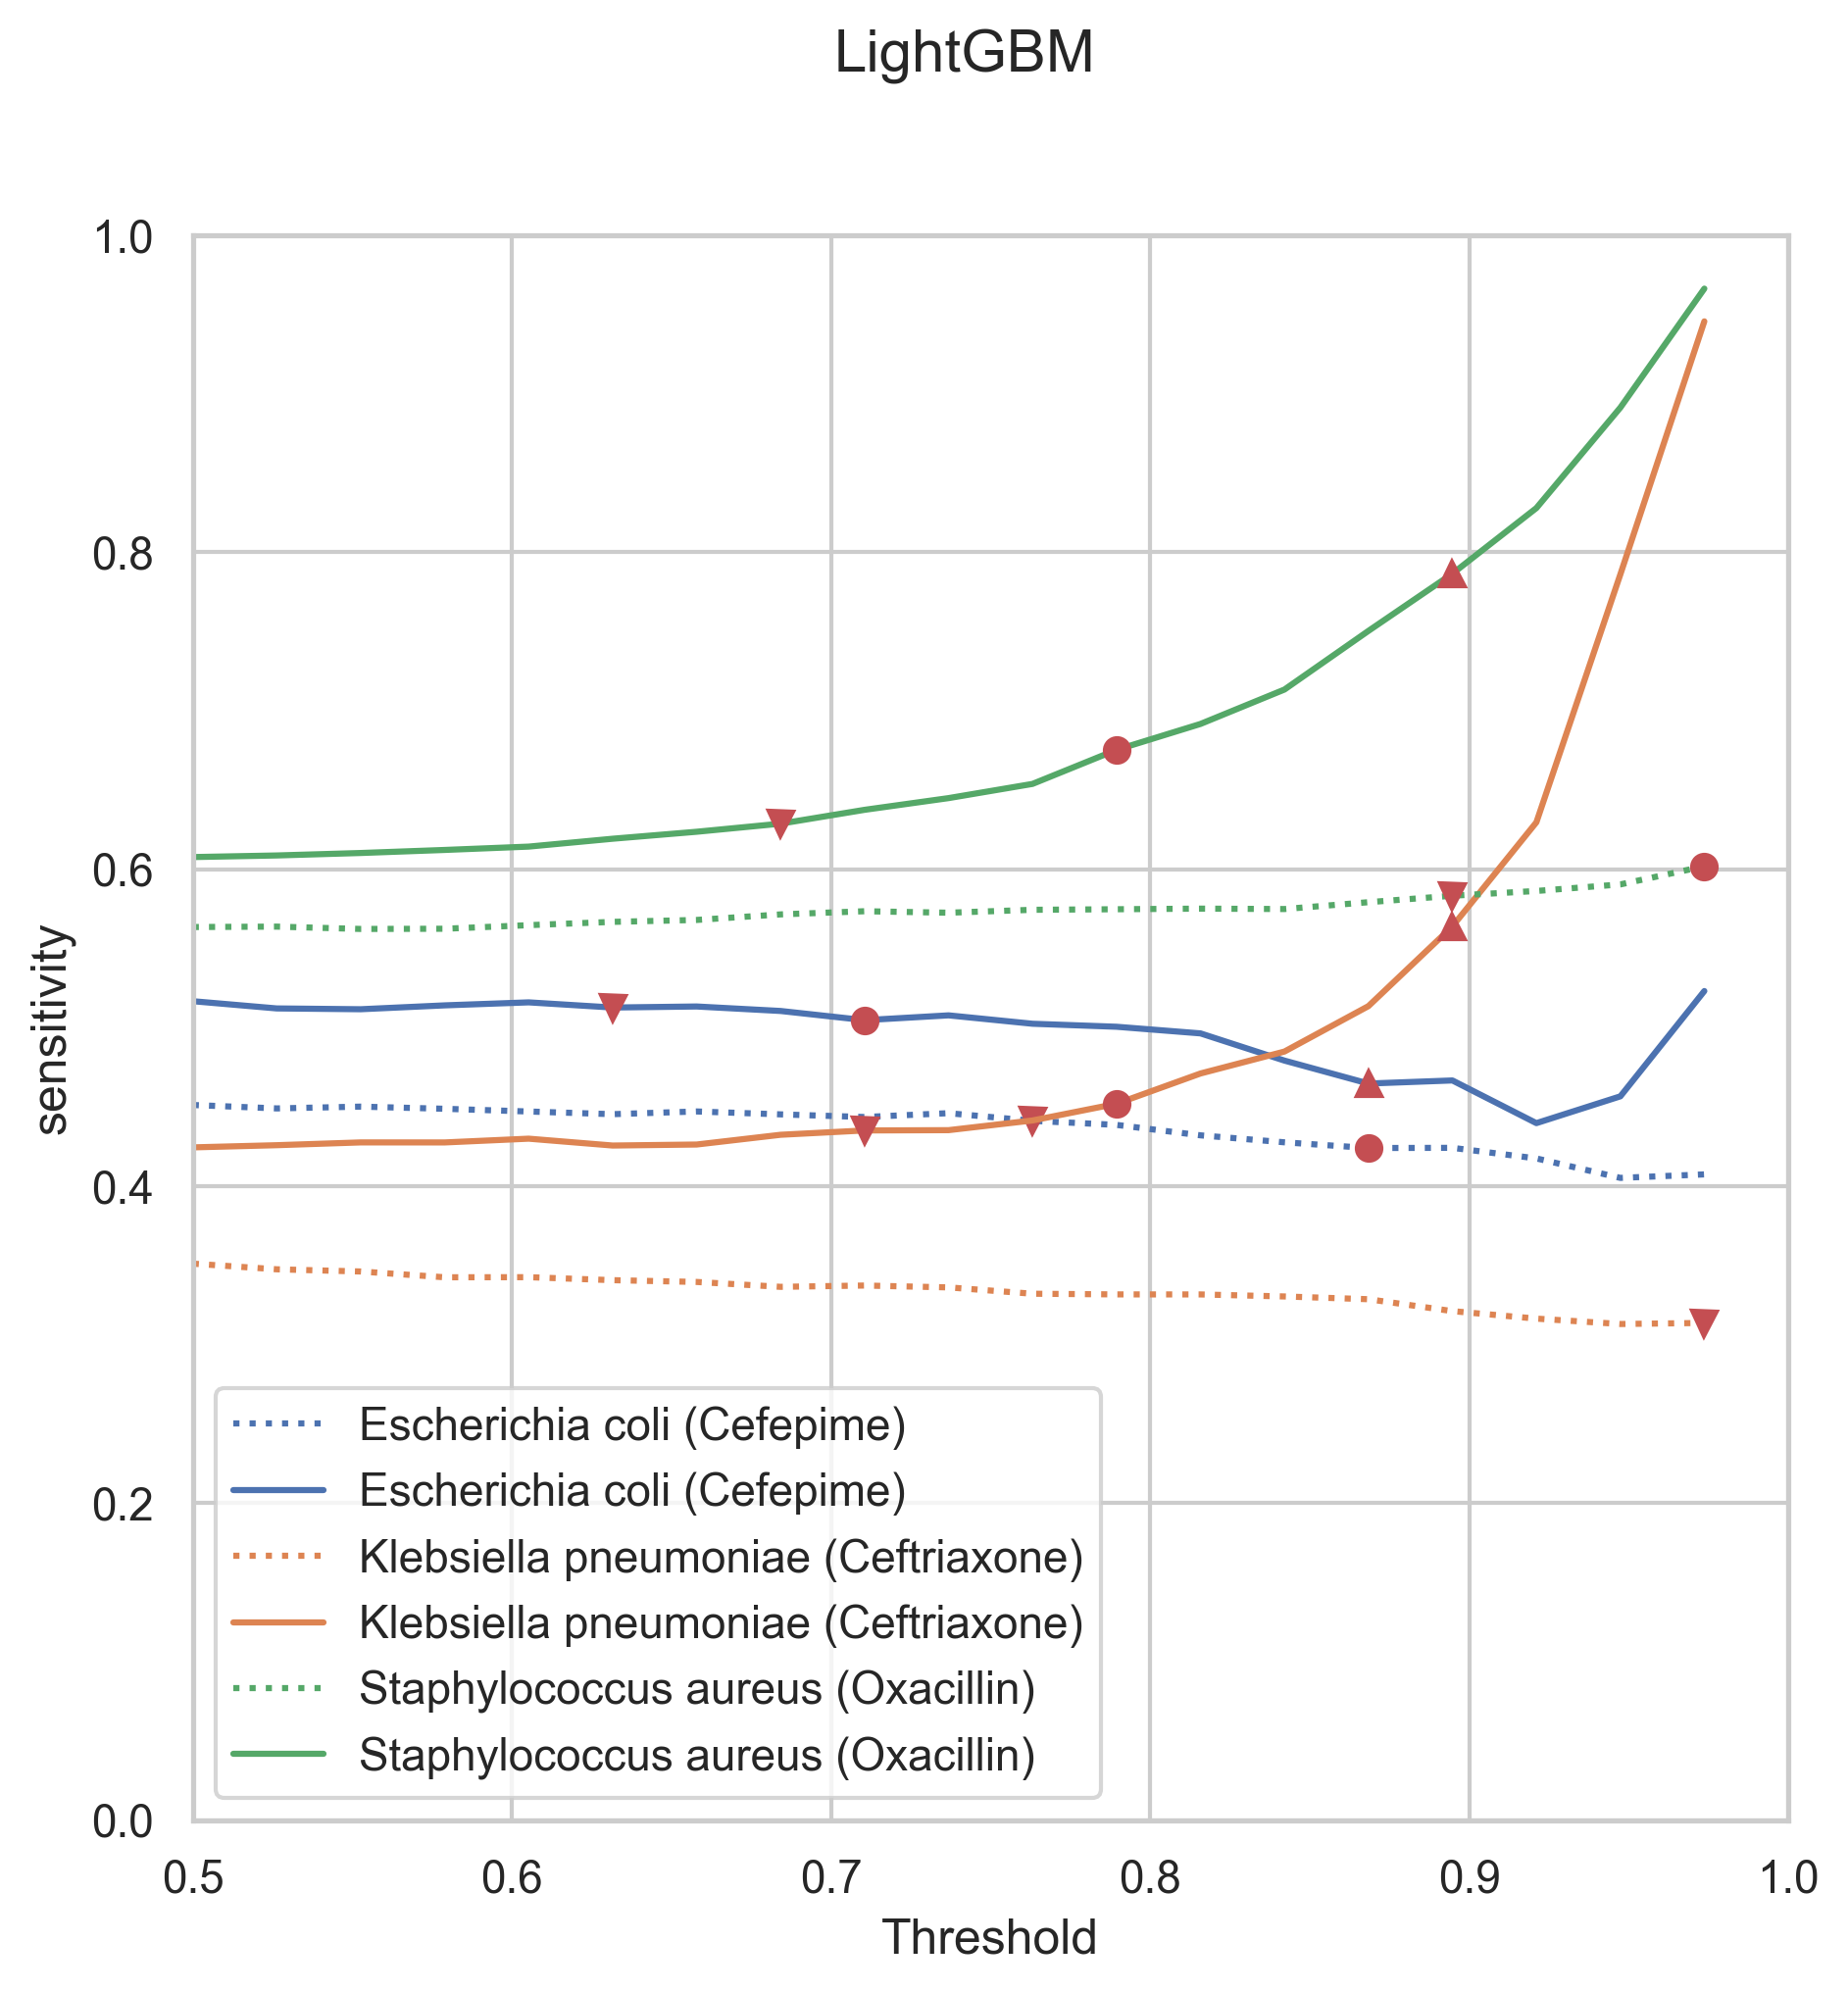 LightGBM
1.0
0.8
0.6
0.4
0.2
0.0
sensitivity
Escherichia coli (Cefepime)
Escherichia coli (Cefepime)
Klebsiella pneumoniae (Ceftriaxone)
Klebsiella pneumoniae (Ceftriaxone)
Staphylococcus aureus (Oxacillin)
Staphylococcus aureus (Oxacillin)
0.5 0.6 0.7 0.8 0.9 1.0
Threshold